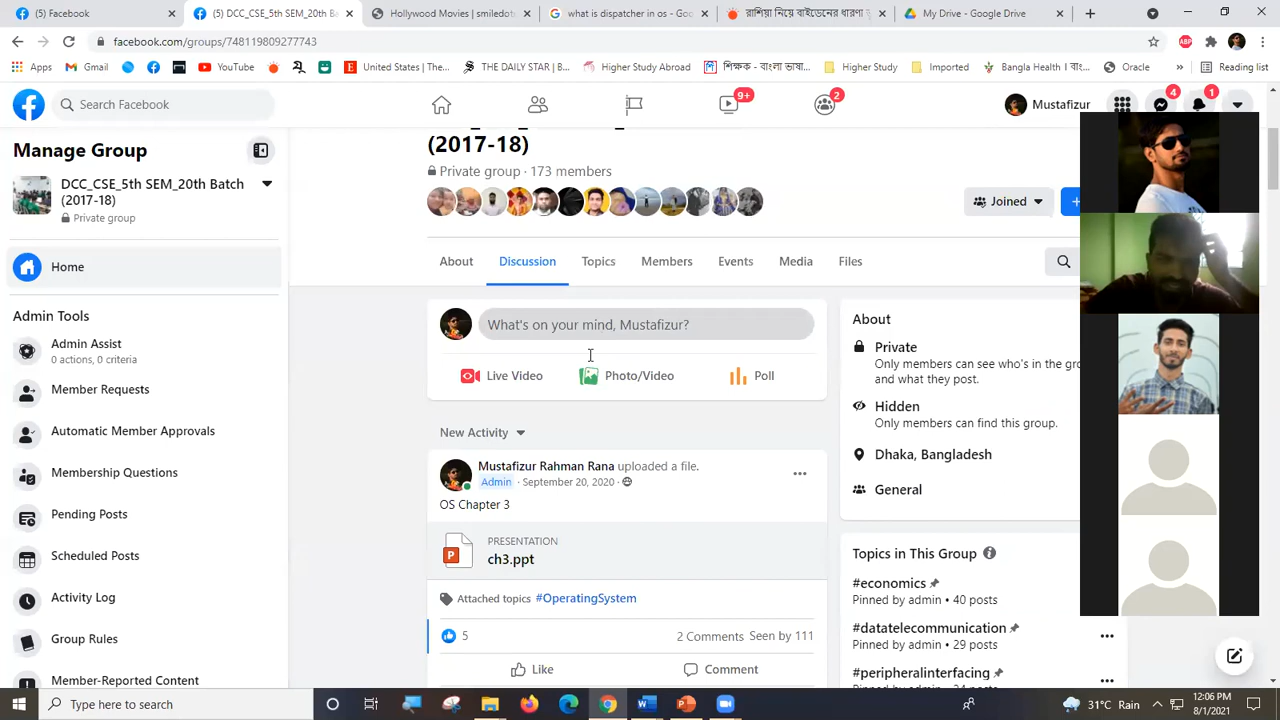 (5) Facebook
(5) DCC_CSE_5th SEM_20th Ba
Hollywood Movies | smiledots
what is dispatcher in os - Goo
রাশিয়া নিয়ে বাইডেনের ধারণা
My Drive - Google Drive
facebook.com/groups/748119809277743
ABP
Apps
Gmail
YouTube
United States | The...
THE DAILY STAR | B...
Higher Study Abroad
শিক্ষক - বাংলা ভাষা...
Higher Study
Imported
Bangla Health । বাং...
Oracle
»
Reading list
Search Facebook
9+
2
Mustafizur
4
1
Manage Group
DCC_CSE_5th SEM_20th Batch
(2017-18)
Private group
Home
Admin Tools
Admin Assist
0 actions, 0 criteria
Member Requests
Automatic Member Approvals
Membership Questions
Pending Posts
Scheduled Posts
Activity Log
Group Rules
Member-Reported Content
(2017-18)
Private group · 173 members
Joined
+
About
Discussion
Topics
Members
Events
Media
Files
What's on your mind, Mustafizur?
Live Video
Photo/Video
Poll
New Activity
Mustafizur Rahman Rana uploaded a file.
Admin · September 20, 2020 ·
OS Chapter 3
PRESENTATION
ch3.ppt
Attached topics #OperatingSystem
5
2 Comments Seen by 111
Like
Comment
About
Private
Only members can see who's in the gro
and what they post.
Hidden
Only members can find this group.
Dhaka, Bangladesh
General
Topics in This Group
#economics
Pinned by admin • 40 posts
#datatelecommunication
Pinned by admin • 29 posts
#peripheralinterfacing
Type here to search
31°C Rain
12:06 PM
8/1/2021